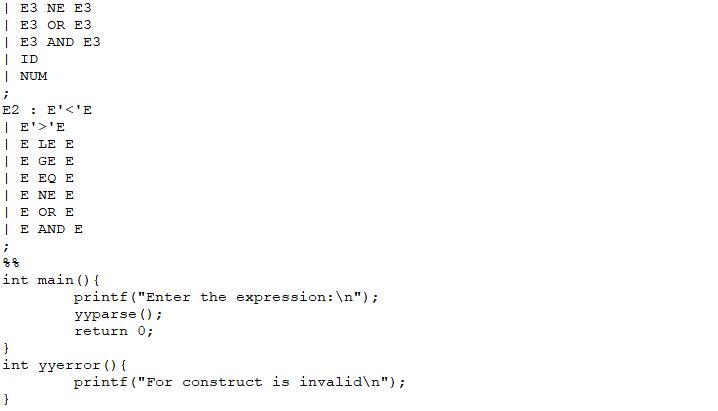 | E3 NE E3
| E3 OR E3
| E3 AND E3
| ID
| NUM
;
E2 : E'<'E
| E'>'E
| E LE E
| E GE E
| E EQ E
| E NE E
| E OR E
| E AND E
;
%%
int main(){
        printf("Enter the expression:\n");
        yyparse();
        return 0;
}
int yyerror(){
        printf("For construct is invalid\n");
}